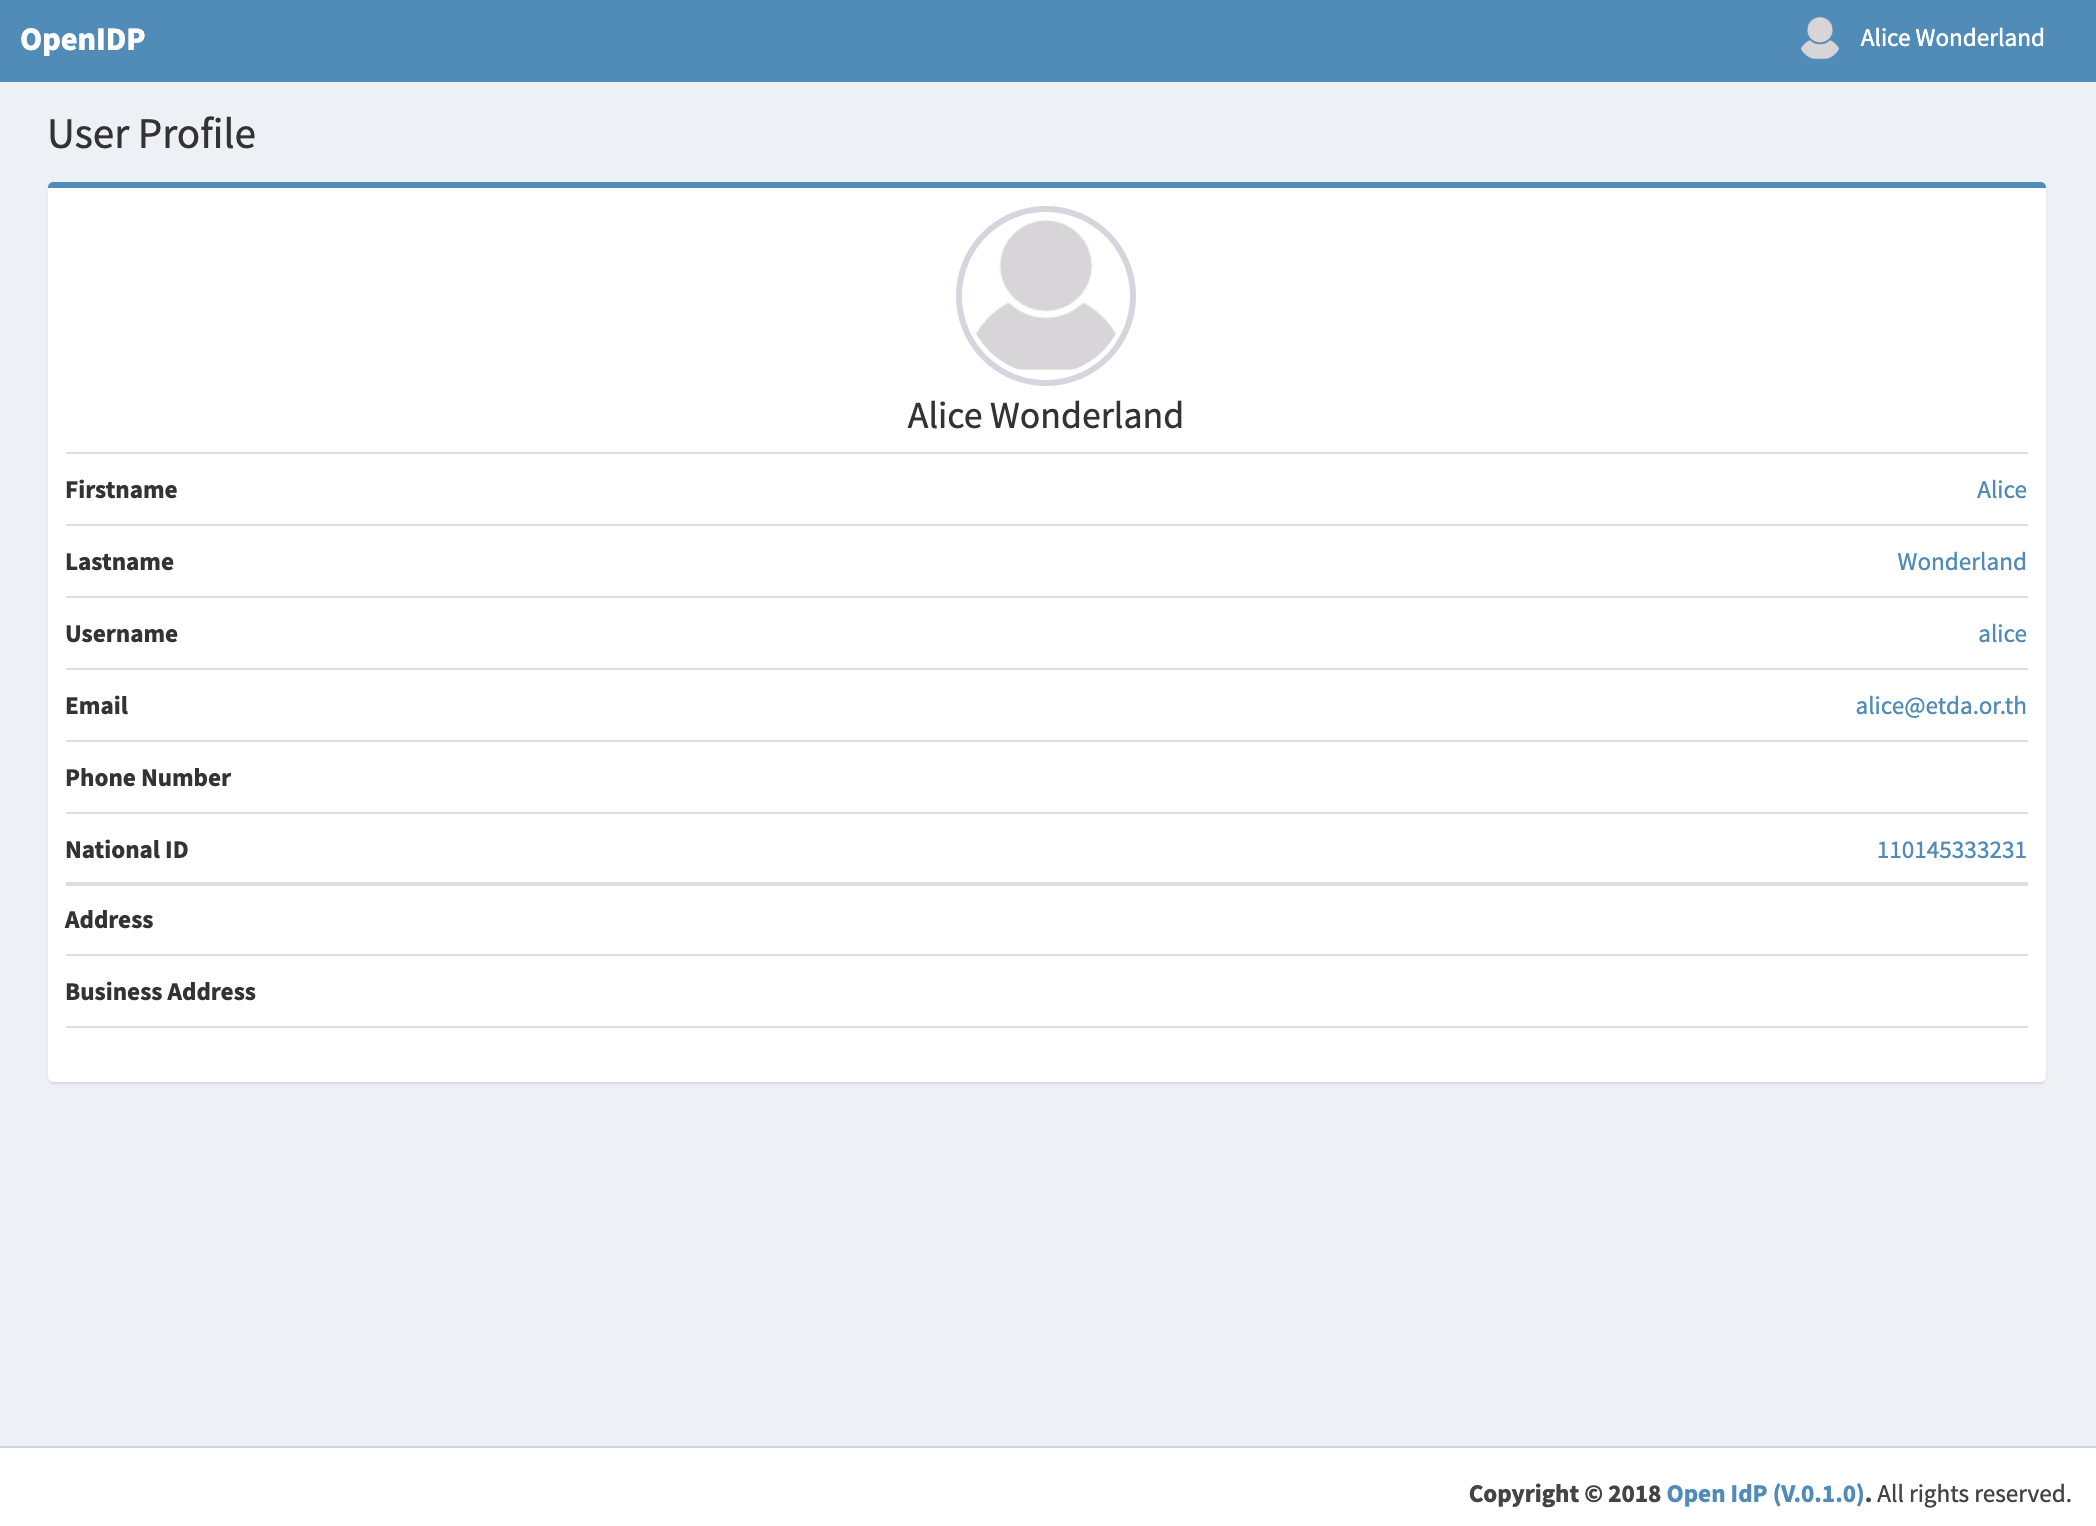 OpenIDP
Alice Wonderland
User Profile
Alice Wonderland
Firstname Alice
Lastname Wonderland
Username alice
Email alice@etda.or.th
Phone Number
National ID 110145333231
Address
Business Address
Copyright © 2018 Open IdP (V.0.1.0). All rights reserved.